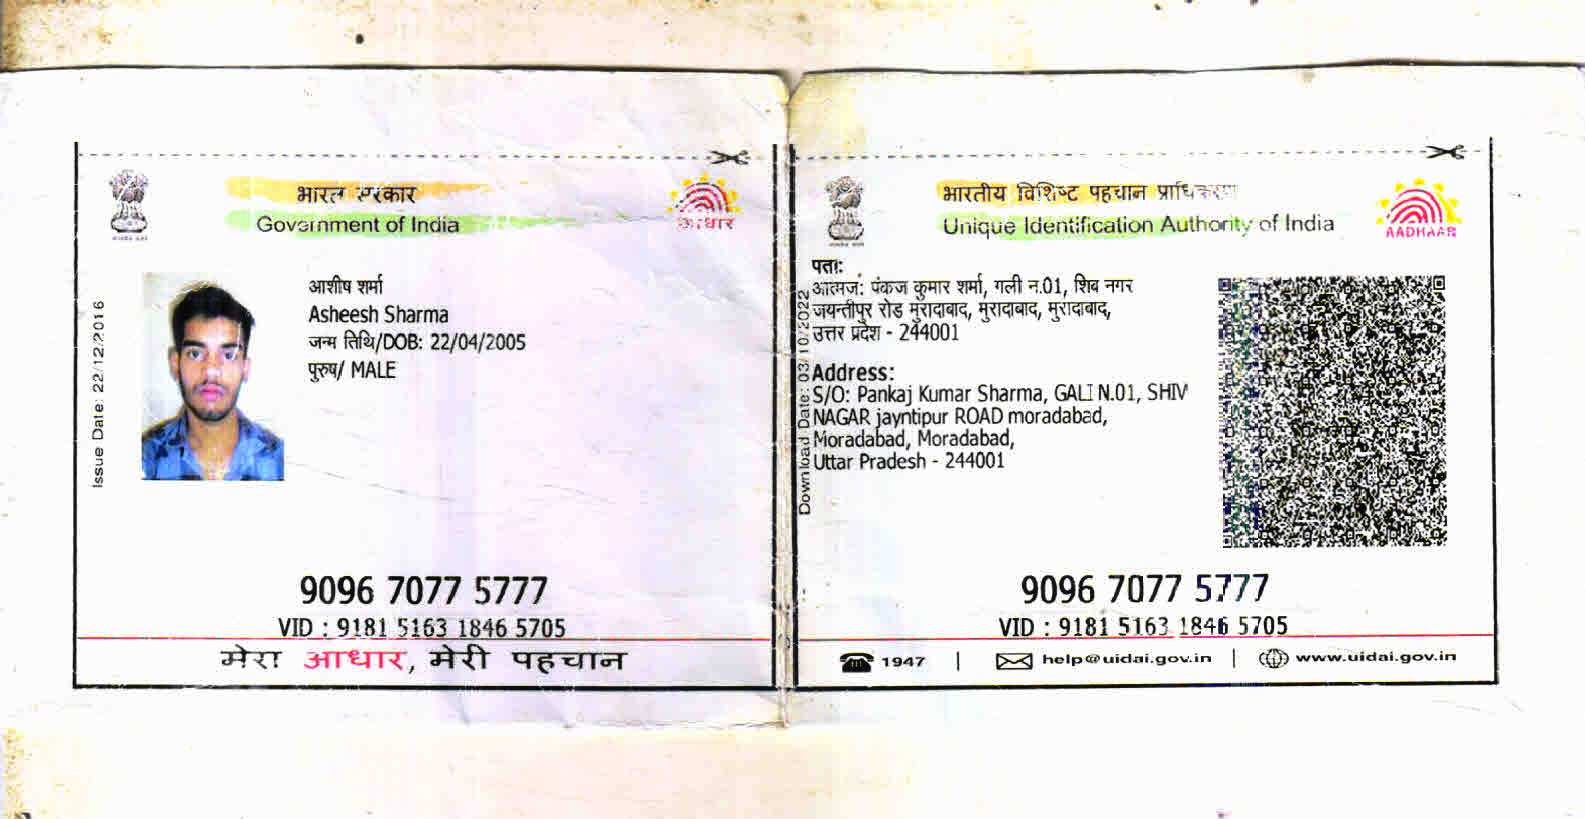 भारत सरकार
Government of India
आधार
Issue Date: 22/12/2016
आशीष शर्मा
Asheesh Sharma
जन्म तिथि/DOB: 22/04/2005
पुरुष/ MALE
9096 7077 5777
VID : 9181 5163 1846 5705
मेरा आधार, मेरी पहचान
भारतीय विशिष्ट पहचान प्राधिकरण
Unique Identification Authority of India
AADHAAR
Download Date: 03/10/2022
पता:
आत्मज: पंकज कुमार शर्मा, गली न.01, शिव नगर
जयन्तीपुर रोड मुरादाबाद, मुरादाबाद, मुरादाबाद,
उत्तर प्रदेश - 244001
Address:
S/O: Pankaj Kumar Sharma, GALI N.01, SHIV
NAGAR jayntipur ROAD moradabad,
Moradabad, Moradabad,
Uttar Pradesh - 244001
9096 7077 5777
VID : 9181 5163 1846 5705
1947 | help@uidai.gov.in | www.uidai.gov.in